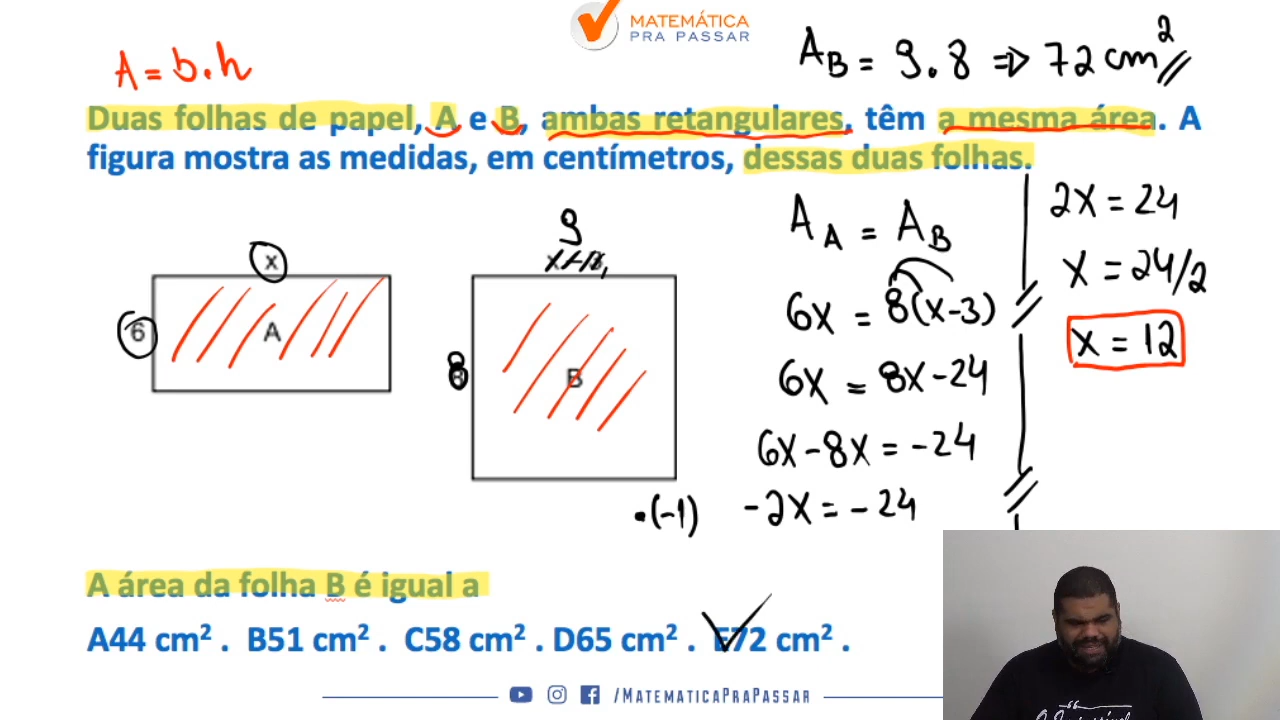 MATEMÁTICA
PRA PASSAR
A = b.h
A_B = 9.8 => 72 cm²
Duas folhas de papel, A e B, ambas retangulares, têm a mesma área. A
figura mostra as medidas, em centímetros, dessas duas folhas.
x
6
A
9
8
B
A_A = A_B
6x = 8(x-3)
6x = 8x-24
6x-8x = -24
-2x = -24
.(-1)
2x = 24
x = 24/2
x = 12
A área da folha B é igual a
A44 cm² . B51 cm² . C58 cm² . D65 cm² . E72 cm² .
/MatematicaPraPassar